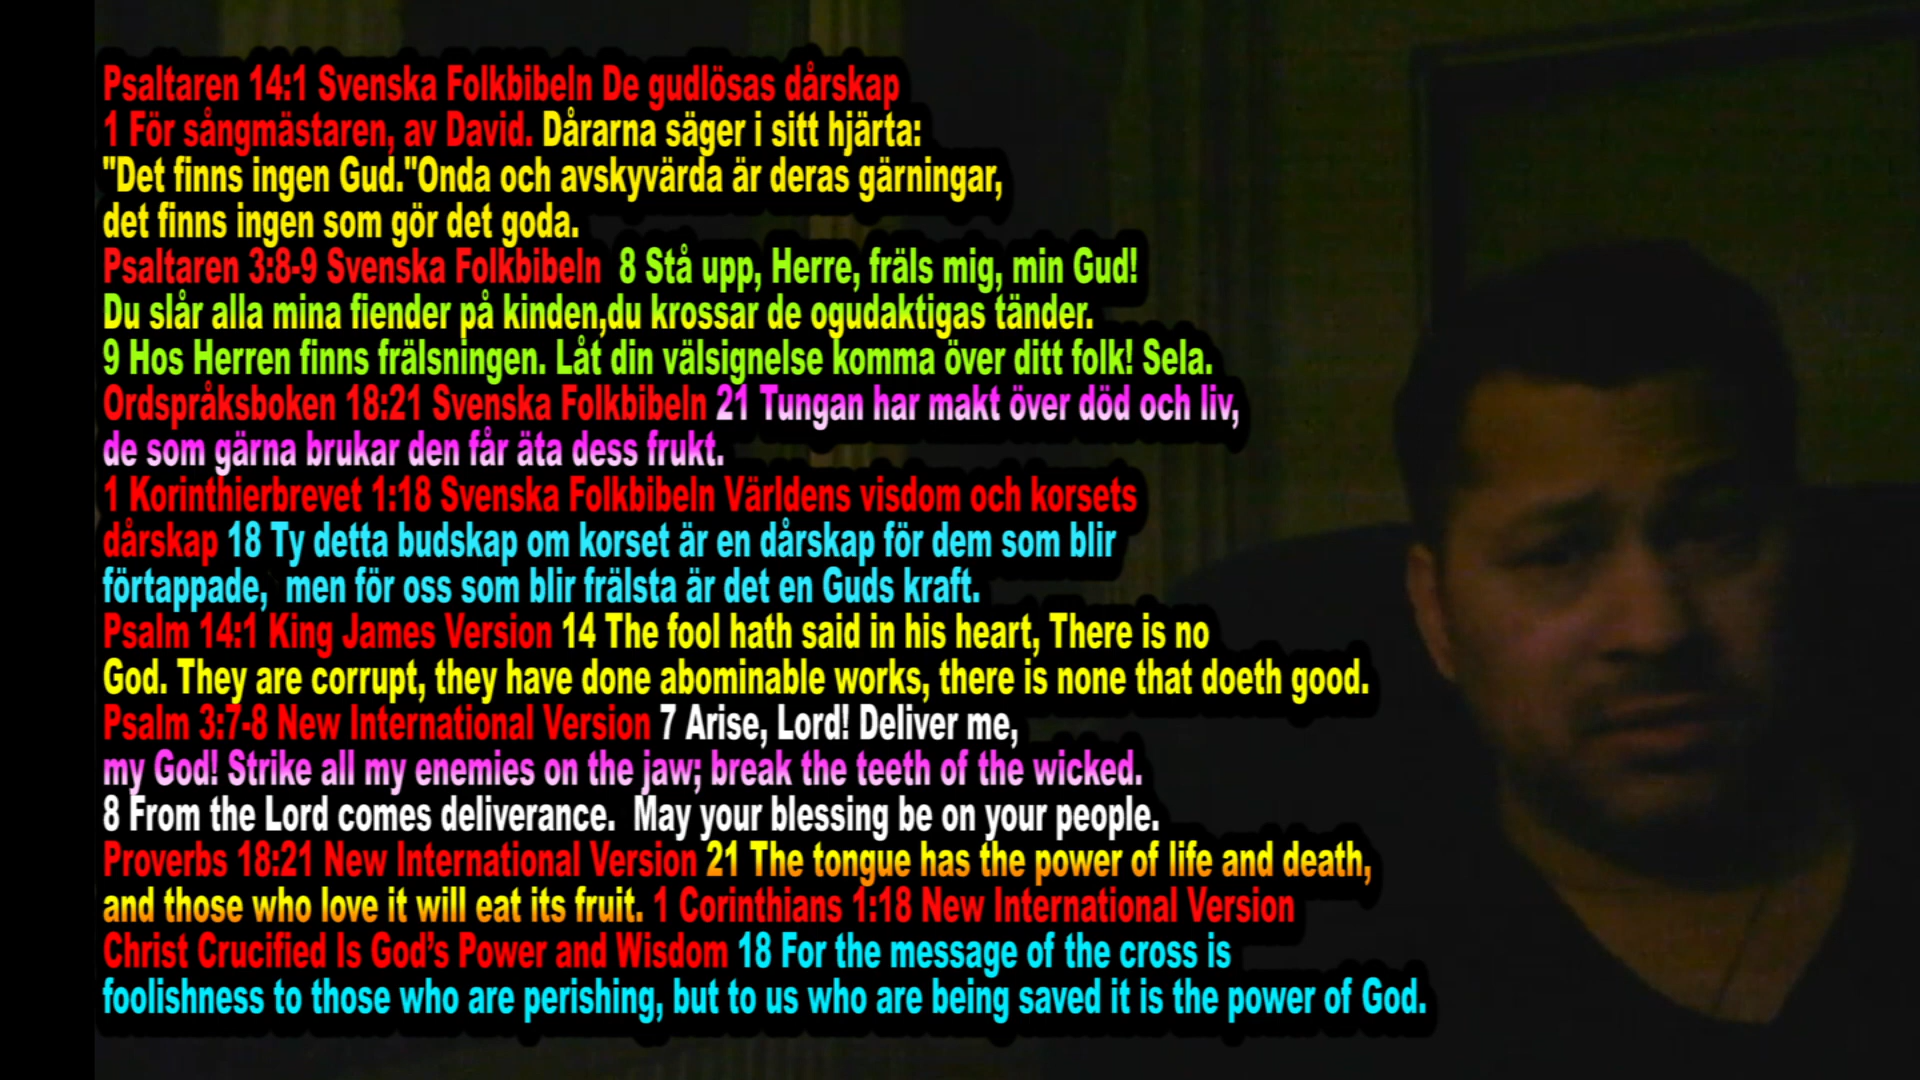 Psaltaren 14:1 Svenska Folkbibeln De gudlösas dårskap
1 För sångmästaren, av David. Dårarna säger i sitt hjärta:
"Det finns ingen Gud."Onda och avskyvärda är deras gärningar,
det finns ingen som gör det goda.
Psaltaren 3:8-9 Svenska Folkbibeln  8 Stå upp, Herre, fräls mig, min Gud!
Du slår alla mina fiender på kinden,du krossar de ogudaktigas tänder.
9 Hos Herren finns frälsningen. Låt din välsignelse komma över ditt folk! Sela.
Ordspråksboken 18:21 Svenska Folkbibeln 21 Tungan har makt över död och liv,
de som gärna brukar den får äta dess frukt.
1 Korinthierbrevet 1:18 Svenska Folkbibeln Världens visdom och korsets
dårskap 18 Ty detta budskap om korset är en dårskap för dem som blir
förtappade,  men för oss som blir frälsta är det en Guds kraft.
Psalm 14:1 King James Version 14 The fool hath said in his heart, There is no
God. They are corrupt, they have done abominable works, there is none that doeth good.
Psalm 3:7-8 New International Version 7 Arise, Lord! Deliver me,
my God! Strike all my enemies on the jaw; break the teeth of the wicked.
8 From the Lord comes deliverance.  May your blessing be on your people.
Proverbs 18:21 New International Version 21 The tongue has the power of life and death,
and those who love it will eat its fruit. 1 Corinthians 1:18 New International Version
Christ Crucified Is God’s Power and Wisdom 18 For the message of the cross is
foolishness to those who are perishing, but to us who are being saved it is the power of God.